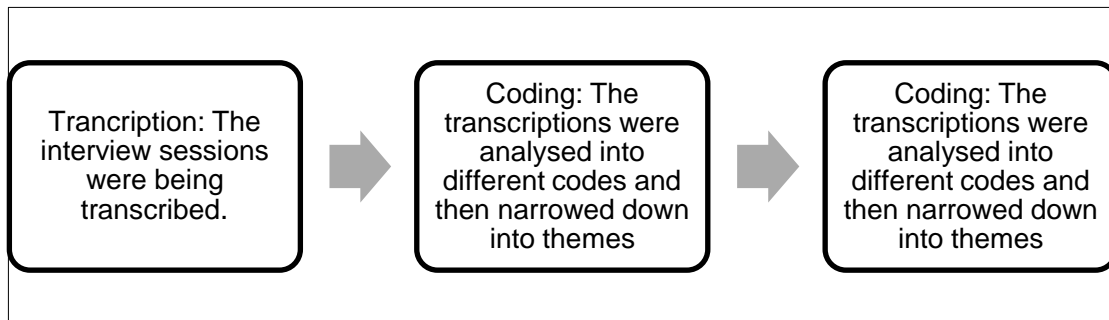 Trancription: The
interview sessions
were being
transcribed.
Coding: The
transcriptions were
analysed into
different codes and
then narrowed down
into themes
Coding: The
transcriptions were
analysed into
different codes and
then narrowed down
into themes